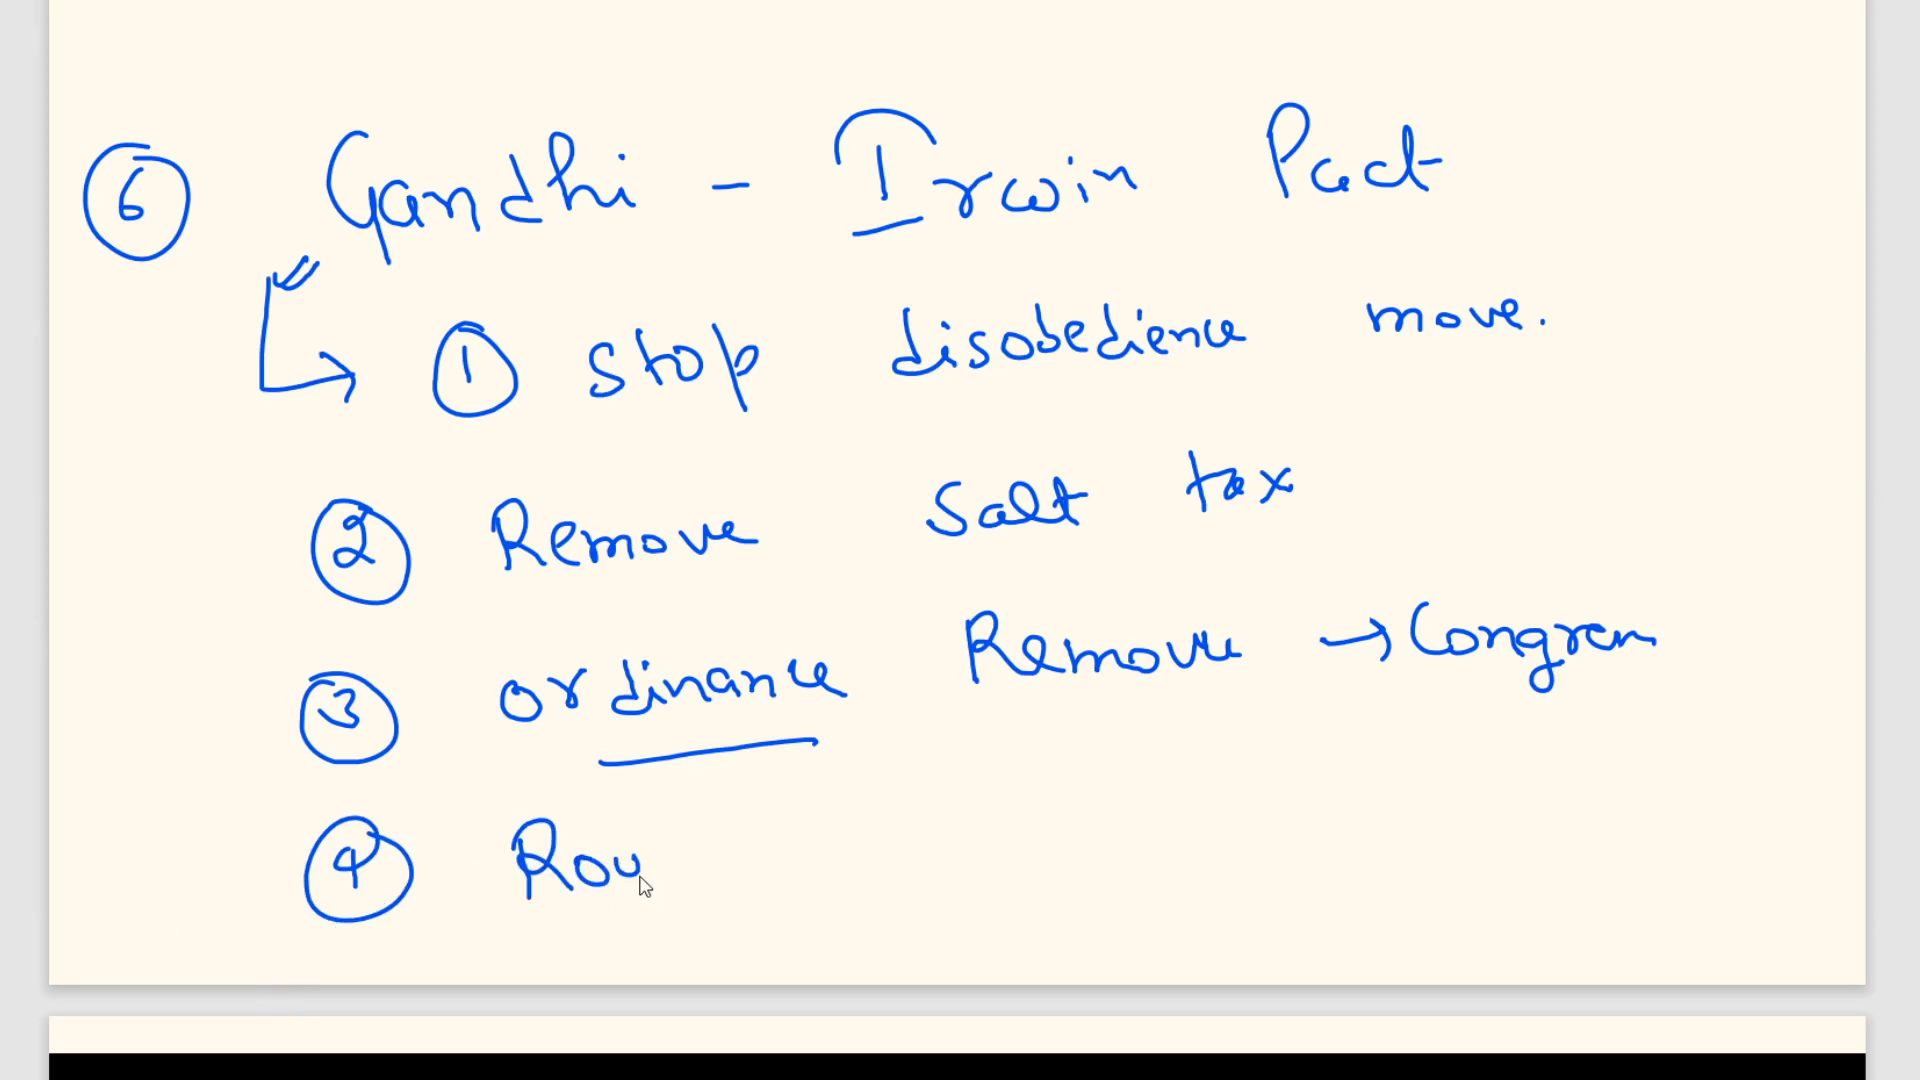 6 Gandhi - Irwin Pact
1 Stop disobedience move.
2 Remove Salt tax
3 ordinance Remove → Congress
4 Rou